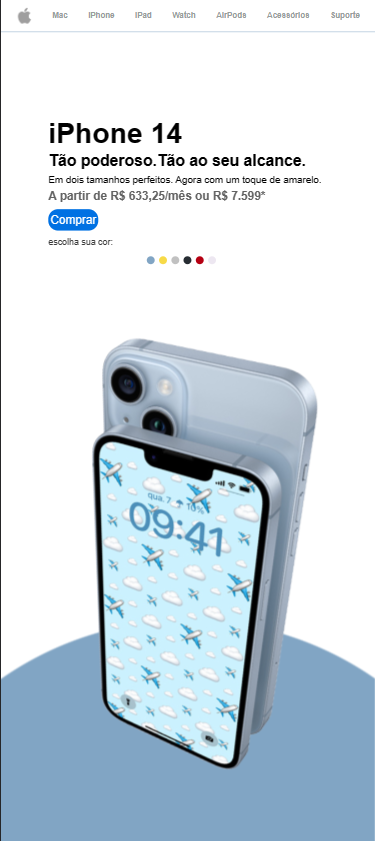 Mac iPhone iPad Watch AirPods Acessórios Suporte
iPhone 14
Tão poderoso.Tão ao seu alcance.
Em dois tamanhos perfeitos. Agora com um toque de amarelo.
A partir de R$ 633,25/mês ou R$ 7.599*
Comprar
escolha sua cor:
qua. 7 10%
09:41